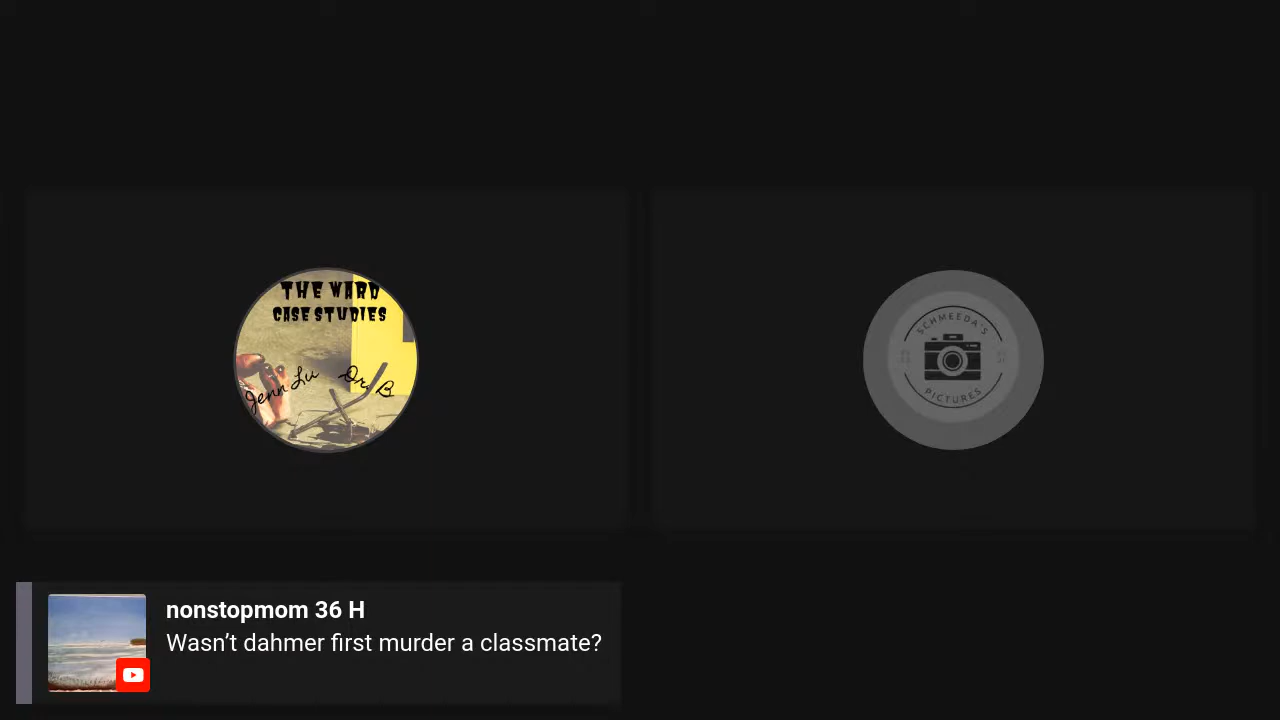 THE WARD
CASE STUDIES
Jenn Lu Dr B
SCHMEEDA'S
PICTURES
nonstopmom 36 H
Wasn’t dahmer first murder a classmate?